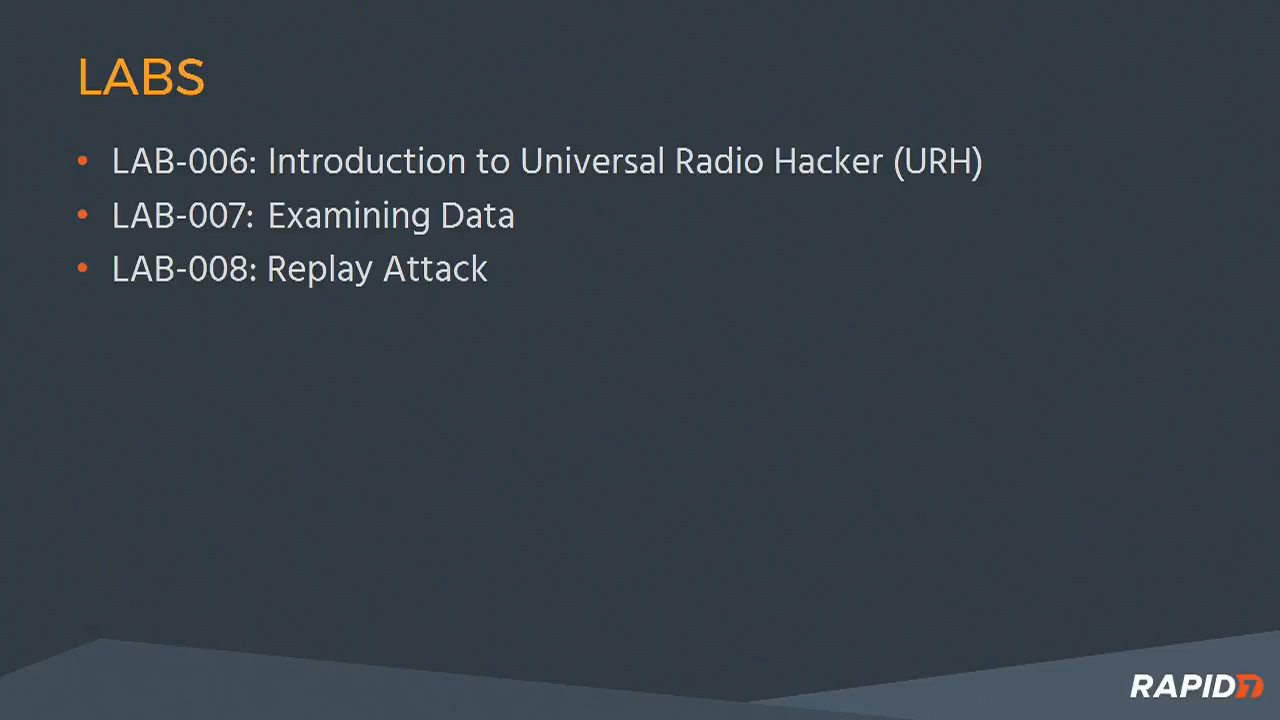 LABS
• LAB-006: Introduction to Universal Radio Hacker (URH)
• LAB-007: Examining Data
• LAB-008: Replay Attack
RAPID7